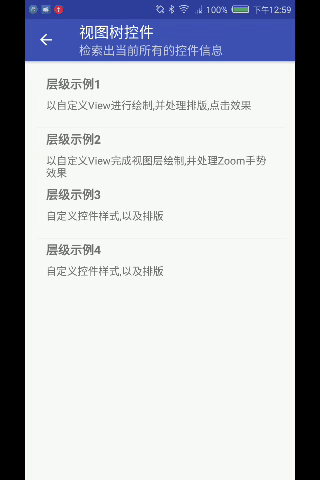 100% 下午12:59
视图树控件
检索出当前所有的控件信息
层级示例1
以自定义View进行绘制,并处理排版,点击效果
层级示例2
以自定义View完成视图层绘制,并处理Zoom手势
效果
层级示例3
自定义控件样式,以及排版
层级示例4
自定义控件样式,以及排版